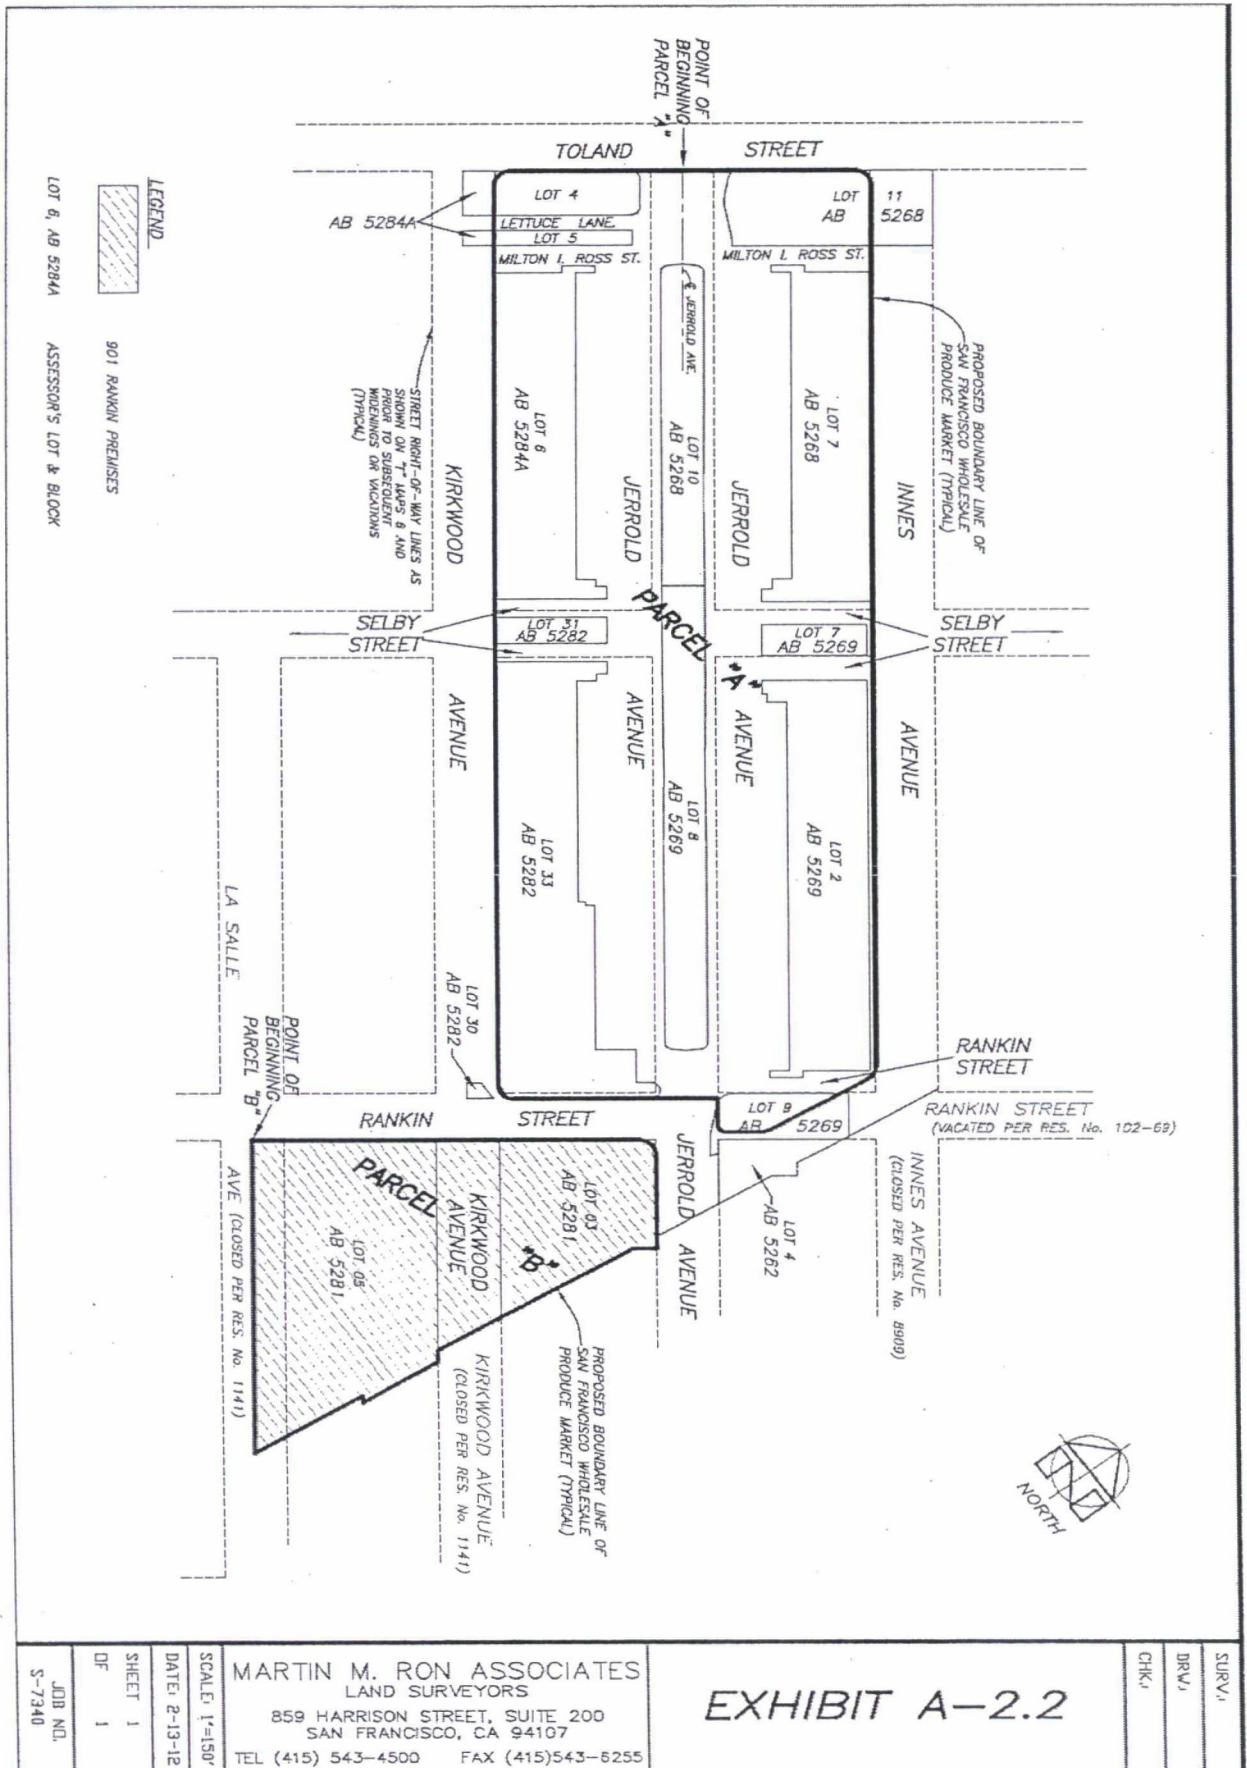 POINT OF
BEGINNING
PARCEL "A"
TOLAND STREET
LOT 4
LETTUCE LANE
LOT 5
AB 5284A
MILTON I. ROSS ST.
LOT 11
AB 5268
MILTON I. ROSS ST.
℄ JERROLD AVE.
LEGEND
901 RANKIN PREMISES
LOT 6, AB 5284A ASSESSOR'S LOT & BLOCK
STREET RIGHT-OF-WAY LINES AS
SHOWN ON "T" MAPS 8 AND
PRIOR TO SUBSEQUENT
WIDENINGS OR VACATIONS
(TYPICAL)
PROPOSED BOUNDARY LINE OF
SAN FRANCISCO WHOLESALE
PRODUCE MARKET (TYPICAL)
LOT 6
AB 5284A
LOT 10
AB 5268
LOT 7
AB 5268
KIRKWOOD
JERROLD
JERROLD
INNES
PARCEL "A"
SELBY
STREET
LOT 31
AB 5282
LOT 7
AB 5269
SELBY
STREET
AVENUE
AVENUE
AVENUE
AVENUE
LOT 33
AB 5282
LOT 8
AB 5269
LOT 2
AB 5269
LA SALLE
LOT 30
AB 5282
POINT OF
BEGINNING
PARCEL "B"
RANKIN
STREET
RANKIN STREET
LOT 9
AB 5269
RANKIN STREET
(VACATED PER RES. No. 102-69)
INNES AVENUE
(CLOSED PER RES. No. 8909)
JERROLD AVENUE
LOT 4
AB 5262
AVE (CLOSED PER RES. No. 1141)
PARCEL "B"
LOT 05
AB 5281
KIRKWOOD
AVENUE
LOT 03
AB 5281
KIRKWOOD AVENUE
(CLOSED PER RES. No. 1141)
PROPOSED BOUNDARY LINE OF
SAN FRANCISCO WHOLESALE
PRODUCE MARKET (TYPICAL)
NORTH
JOB NO.
S-7340
SHEET 1
OF 1
DATE: 2-13-12
SCALE: 1"=150'
MARTIN M. RON ASSOCIATES
LAND SURVEYORS
859 HARRISON STREET, SUITE 200
SAN FRANCISCO, CA 94107
TEL (415) 543-4500 FAX (415)543-6255
EXHIBIT A-2.2
CHK.:
DRW.:
SURV.: